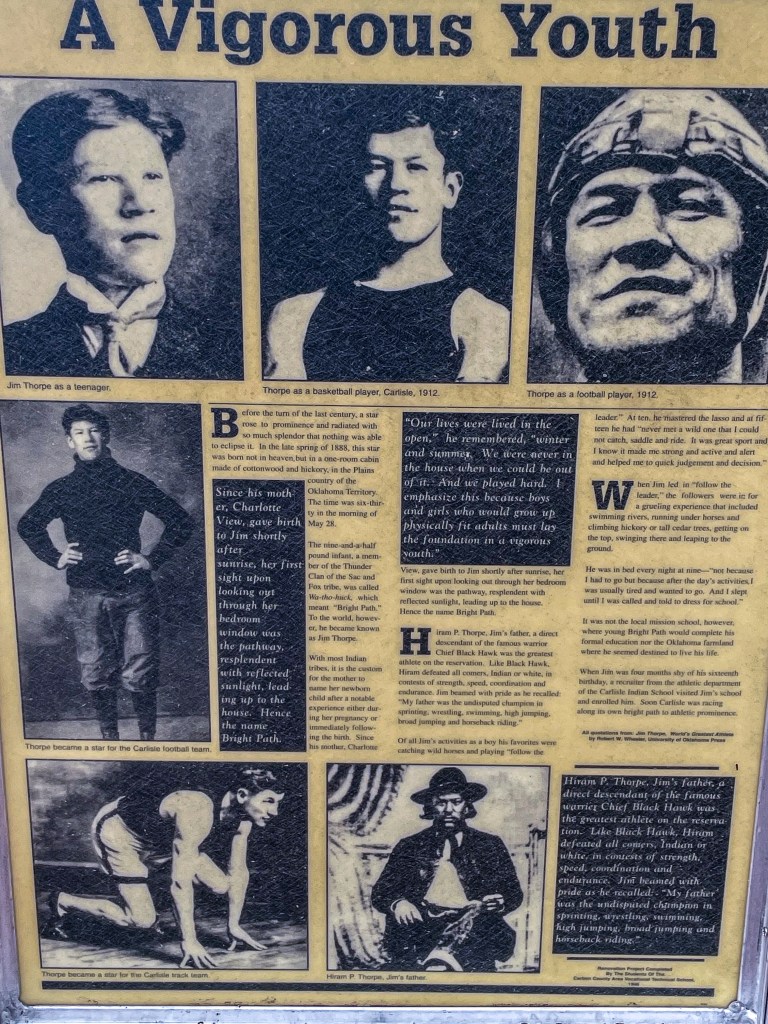 A Vigorous Youth
Jim Thorpe as a teenager.
Thorpe as a basketball player, Carlisle, 1912.
Thorpe as a football player, 1912.
Thorpe became a star for the Carlisle football team.
Before the turn of the last century, a star
rose to prominence and radiated with
so much splendor that nothing was able
to eclipse it. In the late spring of 1888, this star
was born not in heaven but in a one-room cabin
made of cottonwood and hickory, in the Plains
country of the
Oklahoma Territory.
The time was six-thir-
ty in the morning of
May 28.
The nine-and-a-half
pound infant, a mem-
ber of the Thunder
Clan of the Sac and
Fox tribe, was called
Wa-tho-huck, which
meant "Bright Path."
To the world, howev-
er, he became known
as Jim Thorpe.
With most Indian
tribes, it is the custom
for the mother to
name her newborn
child after a notable
experience either dur-
ing her pregnancy or
immediately follow-
ing the birth. Since
his mother, Charlotte
Since his moth-
er, Charlotte
View, gave birth
to Jim shortly
after
sunrise, her first
sight upon
looking out
through her
bedroom
window was
the pathway,
resplendent
with reflected
sunlight, lead
ing up to the
house. Hence
the name
Bright Path.
"Our lives were lived in the
open," he remembered, "winter
and summer. We were never in
the house when we could be out
of it. And we played hard. I
emphasize this because boys
and girls who would grow up
physically fit adults must lay
the foundation in a vigorous
youth."
View, gave birth to Jim shortly after sunrise, her
first sight upon looking out through her bedroom
window was the pathway, resplendent with
reflected sunlight, leading up to the house.
Hence the name Bright Path.
Hiram P. Thorpe, Jim's father, a direct
descendant of the famous warrior
Chief Black Hawk was the greatest
athlete on the reservation. Like Black Hawk,
Hiram defeated all comers, Indian or white, in
contests of strength, speed, coordination and
endurance. Jim beamed with pride as he recalled:
"My father was the undisputed champion in
sprinting, wrestling, swimming, high jumping,
broad jumping and horseback riding."
Of all Jim's activities as a boy his favorites were
catching wild horses and playing "follow the
leader." At ten, he mastered the lasso and at fif-
teen he had "never met a wild one that I could
not catch, saddle and ride. It was great sport and
I know it made me strong and active and alert
and helped me to quick judgement and decision."
When Jim led in "follow the
leader," the followers were in for
a grueling experience that included
swimming rivers, running under horses and
climbing hickory or tall cedar trees, getting on
the top, swinging there and leaping to the
ground.
He was in bed every night at nine—"not because
I had to go but because after the day's activities, I
was usually tired and wanted to go. And I slept
until I was called and told to dress for school."
It was not the local mission school, however,
where young Bright Path would complete his
formal education nor the Oklahoma farmland
where he seemed destined to live his life.
When Jim was four months shy of his sixteenth
birthday, a recruiter from the athletic department
of the Carlisle Indian School visited Jim's school
and enrolled him. Soon Carlisle was racing
along its own bright path to athletic prominence.
All quotations from: Jim Thorpe, World's Greatest Athlete
by Robert W. Wheeler, University of Oklahoma Press
Thorpe became a star for the Carlisle track team.
Hiram P. Thorpe, Jim's father.
Hiram P. Thorpe, Jim's father, a
direct descendant of the famous
warrior Chief Black Hawk was
the greatest athlete on the reserva-
tion. Like Black Hawk, Hiram
defeated all comers, Indian or
white, in contests of strength,
speed, coordination and
endurance. Jim beamed with
pride as he recalled: "My father
was the undisputed champion in
sprinting, wrestling, swimming,
high jumping, broad jumping and
horseback riding."
Renovation Project Completed
By The Students Of The
Carbon County Area Vocational Technical School,